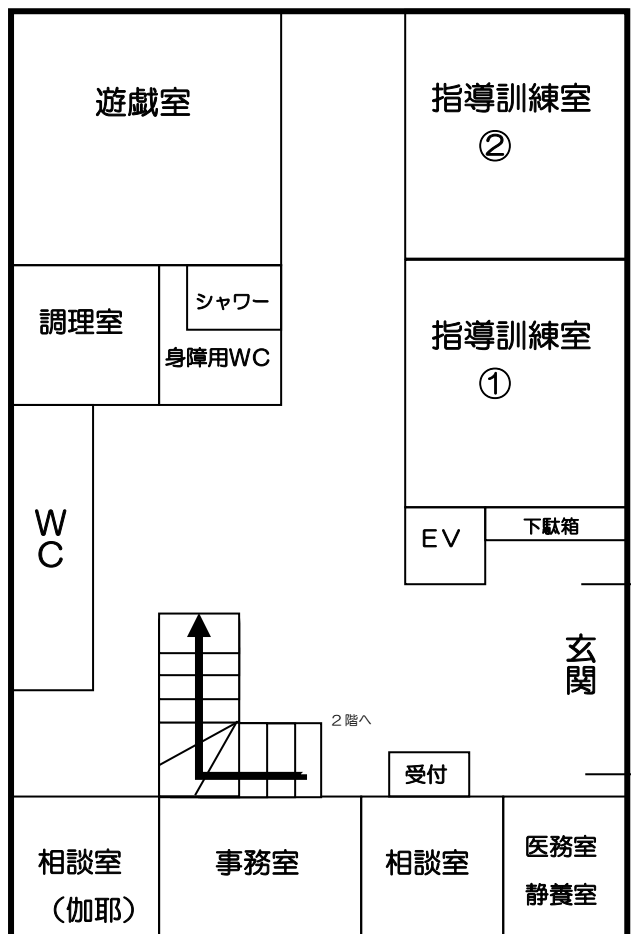 遊戯室
指導訓練室
②
調理室
シャワー
身障用WC
指導訓練室
①
WC
EV
下駄箱
玄関
2階へ
受付
相談室
（伽耶）
事務室
相談室
医務室
静養室